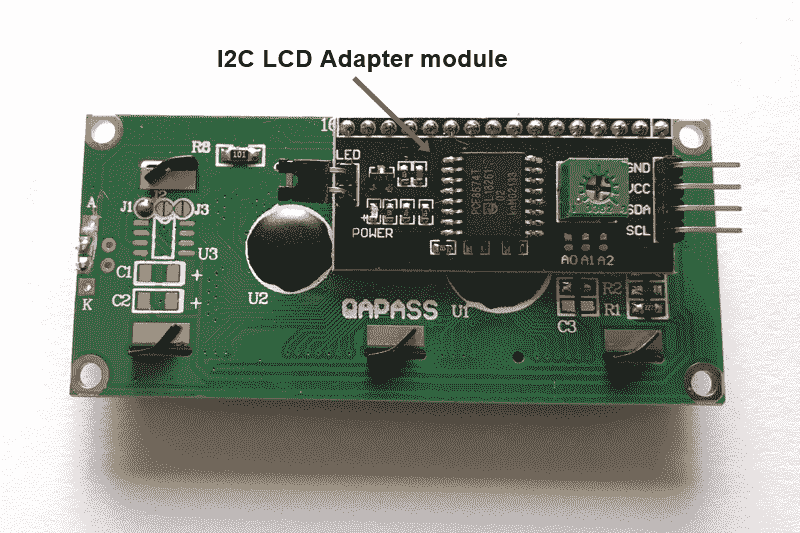 I2C LCD Adapter module
16
R8
101
LED
GND
VCC
SDA
SCL
A
J1
J3
U3
POWER
PCF8574T
A0 A1 A2
C1
+
C2
+
K
U2
QAPASS
U1
C3
R2
R1